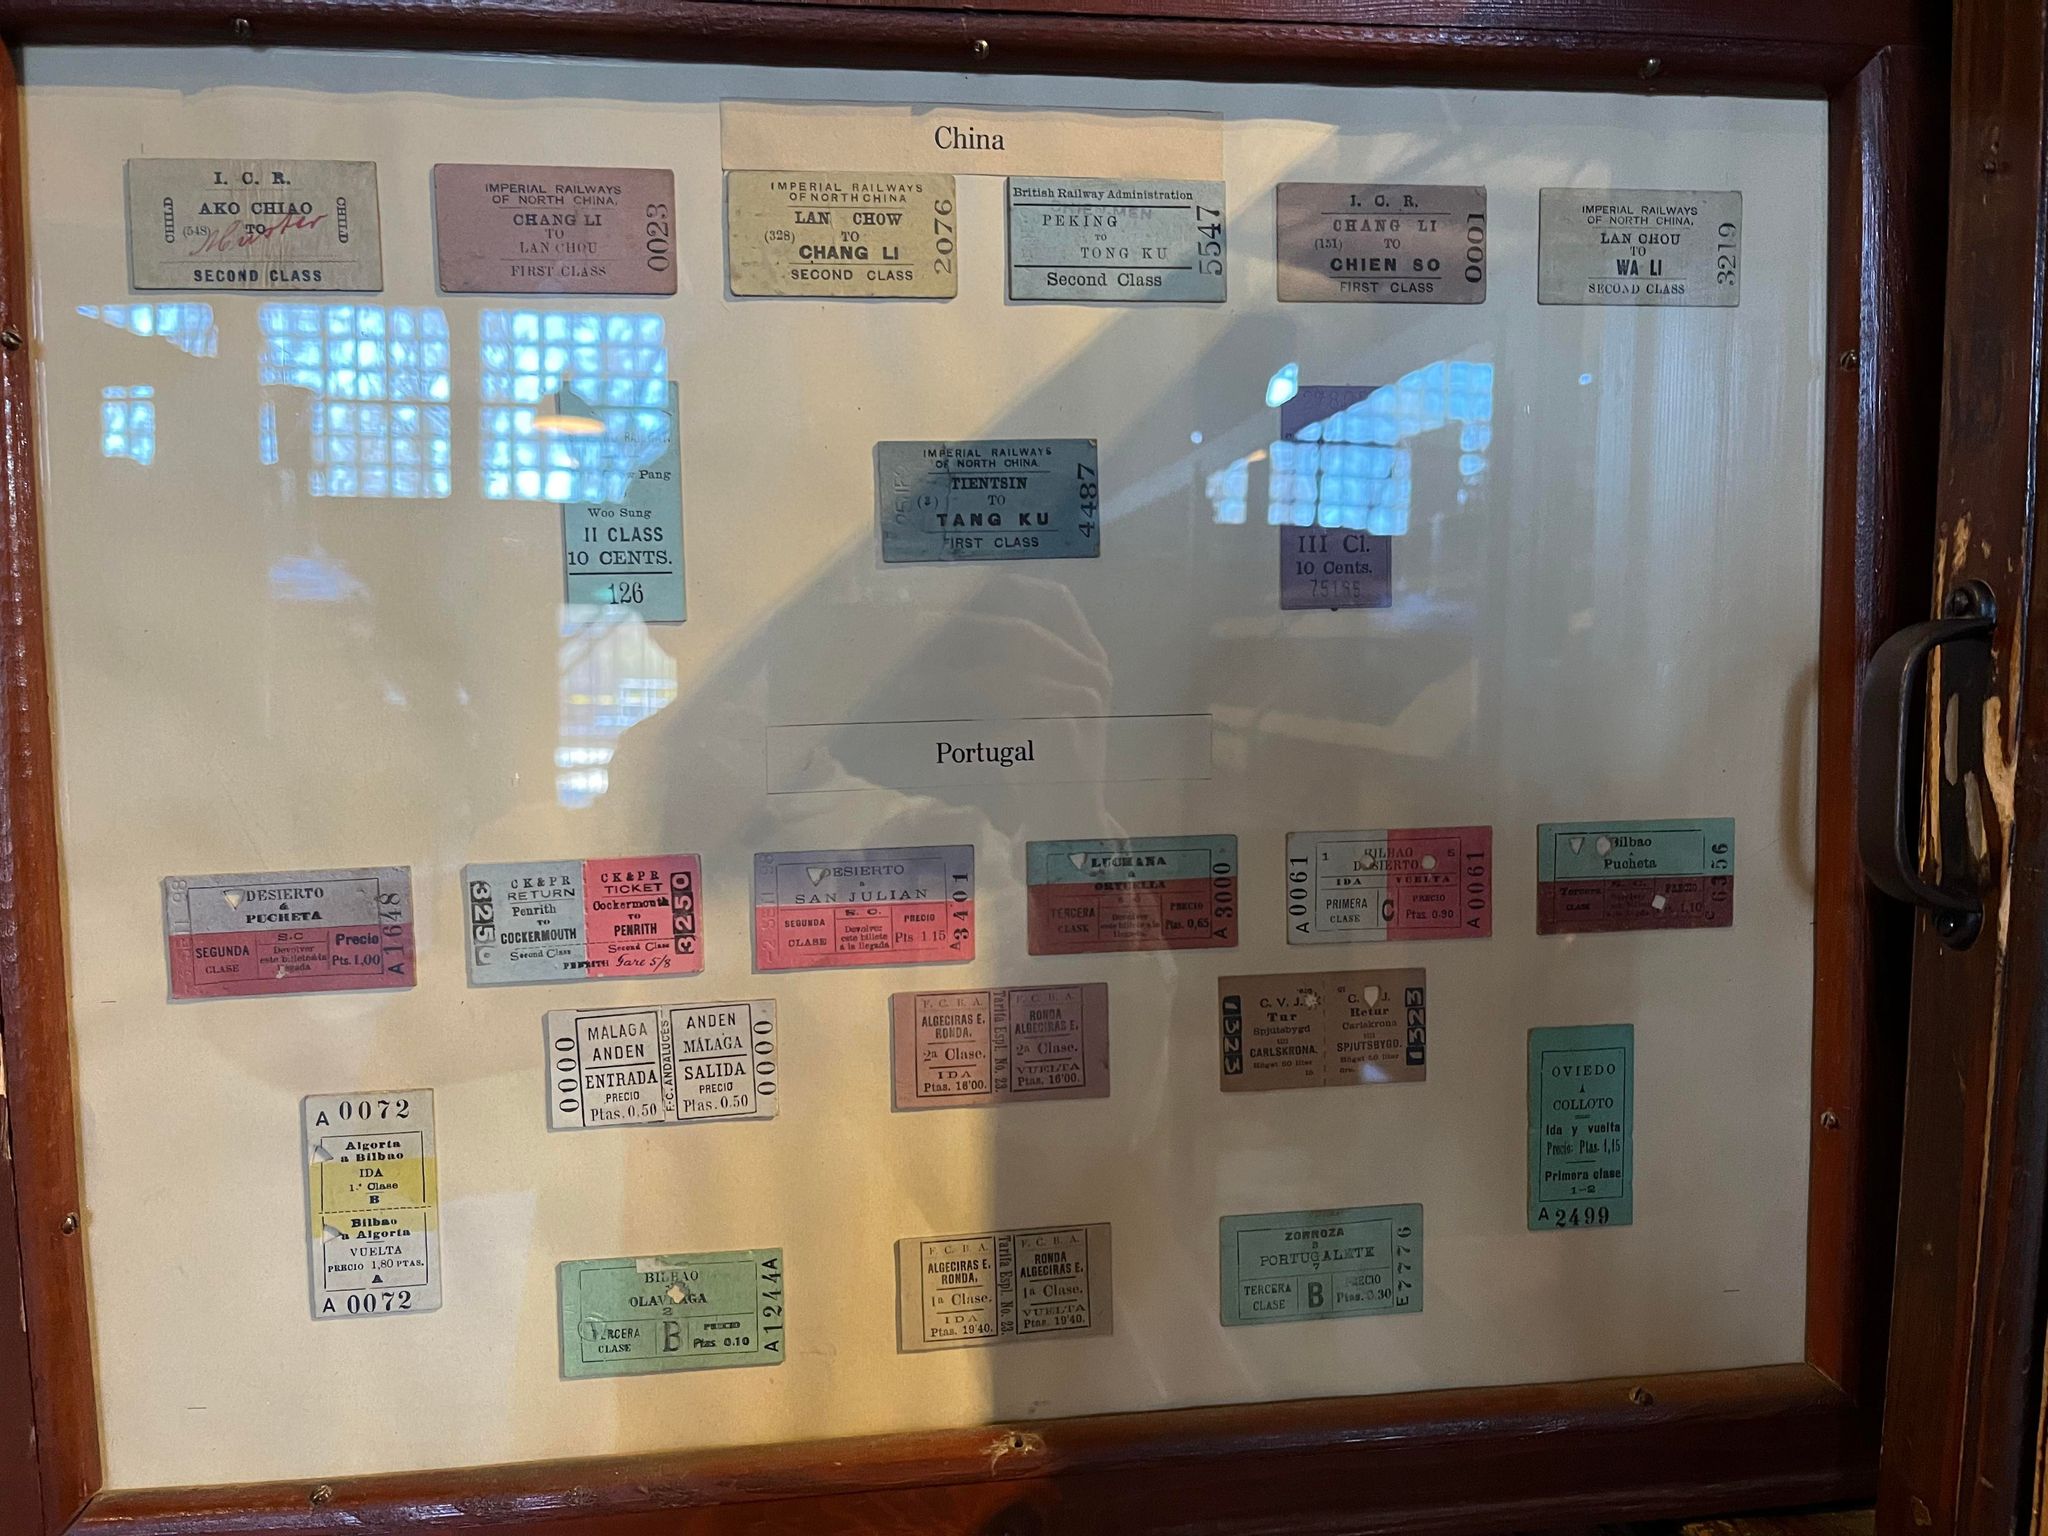 China
I. C. R.
CHILD
AKO CHIAO
(548) TO
Muster
SECOND CLASS
CHILD
IMPERIAL RAILWAYS
OF NORTH CHINA,
CHANG LI
TO
LAN CHOU
FIRST CLASS
0023
IMPERIAL RAILWAYS
OF NORTH CHINA
LAN CHOW
(328) TO
CHANG LI
SECOND CLASS
2076
British Railway Administration
PEKING
TO
TONG KU
Second Class
5547
I. C. R.
CHANG LI
(151) TO
CHIEN SO
FIRST CLASS
0001
IMPERIAL RAILWAYS
OF NORTH CHINA,
LAN CHOU
TO
WA LI
SECOND CLASS
3219
Pang
Woo Sung
II CLASS
10 CENTS.
126
IMPERIAL RAILWAYS
OF NORTH CHINA.
TIENTSIN
TO
TANG KU
FIRST CLASS
4487
III Cl.
10 Cents.
Portugal
DESIERTO
á
PUCHETA
SEGUNDA
CLASE
S.C
Devolver
este billete a la
llegada
Precio
Pts. 1,00
A 1648
3250
CK & PR
RETURN
Penrith
TO
COCKERMOUTH
Second Class
CK & PR
TICKET
Cockermouth
TO
PENRITH
Second Class
PENRITH Fare 5/8
3250
DESIERTO
á
SAN JULIAN
SEGUNDA
CLASE
S. C.
Devolver
este billete
a la llegada
PRECIO
Pts 1 15
A 3401
LUCHANA
á
ORTUELLA
TERCERA
CLASE
Devolver
este billete a la
llegada
PRECIO
Ptas. 0,65
A 3000
A 0061
BILBAO
DESIERTO
IDA VUELTA
PRIMERA
CLASE
C
PRECIO
Ptas. 0.90
A 0061
Bilbao
á
Pucheta
Tercera
CLASE
PRECIO
1,10
0000
MALAGA
ANDEN
ENTRADA
PRECIO
Ptas. 0.50
F.C. ANDALUCES
ANDEN
MÁLAGA
SALIDA
PRECIO
Ptas. 0.50
0000
F. C. B. A.
ALGECIRAS E.
RONDA.
2ª Clase.
IDA
Ptas. 16'00.
Tarifa Espl. No. 23.
F. C. B. A.
RONDA
ALGECIRAS E.
2ª Clase.
VUELTA
Ptas. 16'00.
1323
C. V. J.
Tur
Spjutsbygd
till
CARLSKRONA.
Högst 50 liter
Retur
Carlskrona
till
SPJUTSBYGD.
Högst 50 liter
1323
OVIEDO
A
COLLOTO
Ida y vuelta
Precio: Ptas. 1,15
Primera clase
1-2
A 2499
A 0072
Algorta
a Bilbao
IDA
1.ª Clase
B
Bilbao
a Algorta
VUELTA
PRECIO 1,80 PTAS.
A
A 0072
BILBAO
2
TERCERA
CLASE
B
PRECIO
Ptas 0.10
A 1244A
F. C. B. A.
ALGECIRAS E.
RONDA,
1ª Clase.
IDA
Ptas. 19'40.
Tarifa Espl. No. 23.
F. C. B. A.
RONDA
ALGECIRAS E.
1ª Clase.
VUELTA
Ptas. 19'40.
ZORROZA
á
PORTUGALETE
7
TERCERA
CLASE
B
PRECIO
Ptas. 0.30
E 7776